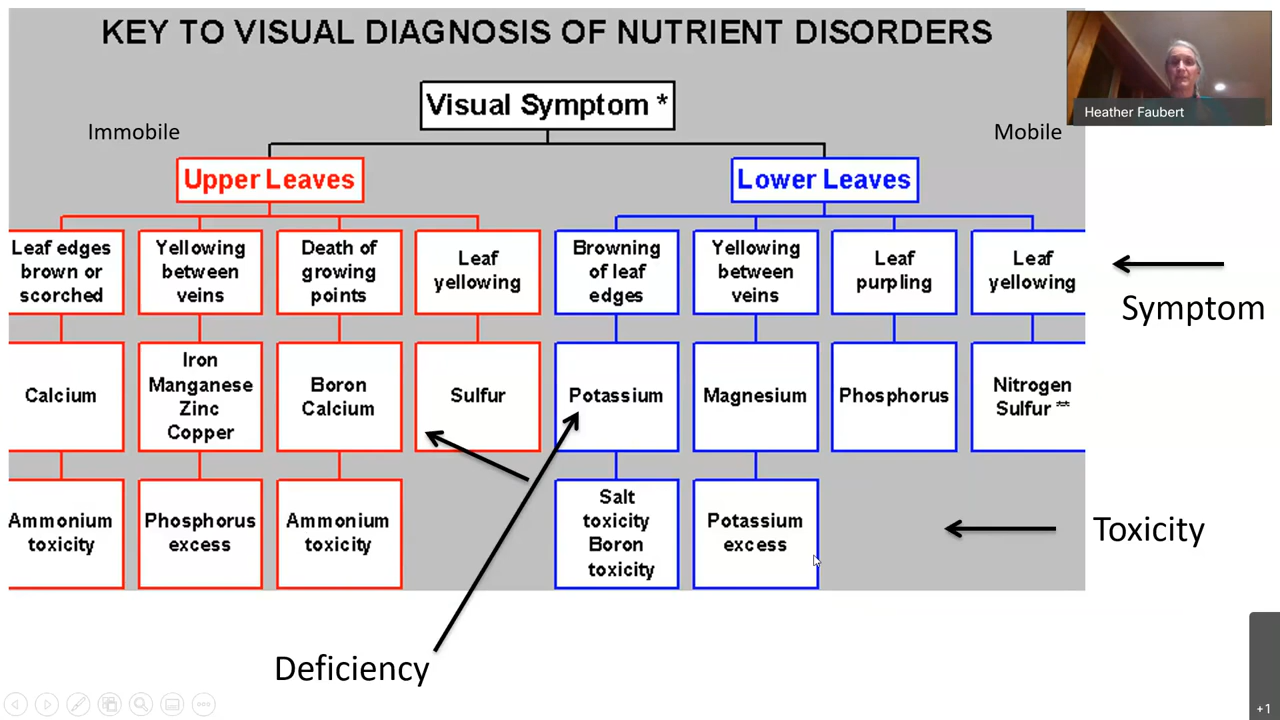 KEY TO VISUAL DIAGNOSIS OF NUTRIENT DISORDERS
Heather Faubert
Visual Symptom *
Immobile
Mobile
Upper Leaves
Lower Leaves
Leaf edges
brown or
scorched
Yellowing
between
veins
Death of
growing
points
Leaf
yellowing
Browning
of leaf
edges
Yellowing
between
veins
Leaf
purpling
Leaf
yellowing
Symptom
Calcium
Iron
Manganese
Zinc
Copper
Boron
Calcium
Sulfur
Potassium
Magnesium
Phosphorus
Nitrogen
Sulfur **
Ammonium
toxicity
Phosphorus
excess
Ammonium
toxicity
Salt
toxicity
Boron
toxicity
Potassium
excess
Toxicity
Deficiency
+1